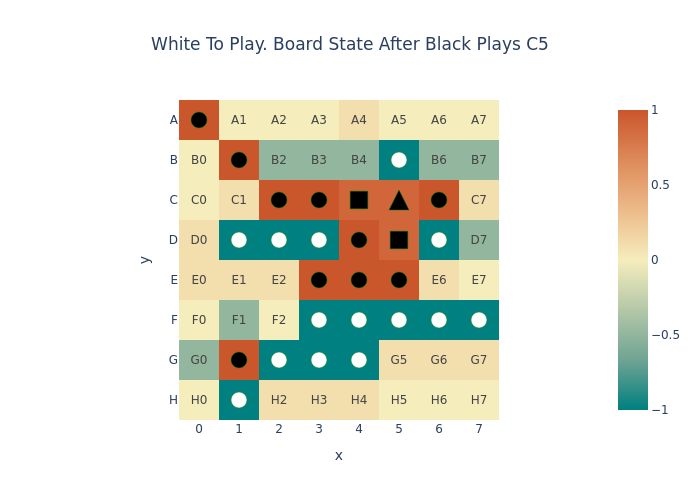 White To Play. Board State After Black Plays C5
A A1 A2 A3 A4 A5 A6 A7
B B0 B2 B3 B4 B6 B7
C C0 C1 C7
D D0 D7
E E0 E1 E2 E6 E7
F F0 F1 F2
G G0 G5 G6 G7
H H0 H2 H3 H4 H5 H6 H7
0 1 2 3 4 5 6 7
x
y
1
0.5
0
−0.5
−1